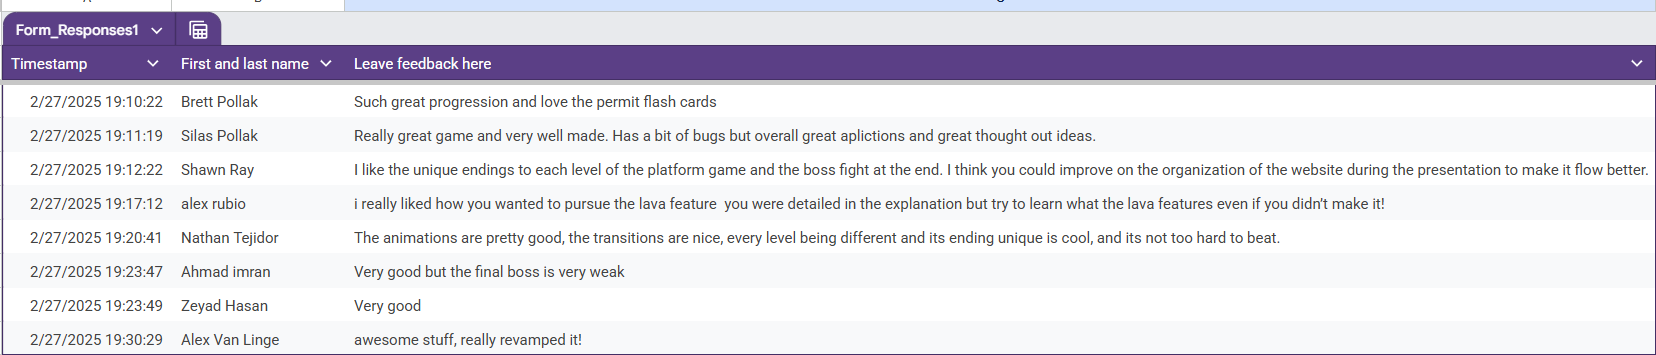 Form_Responses1
Timestamp First and last name Leave feedback here
2/27/2025 19:10:22 Brett Pollak Such great progression and love the permit flash cards
2/27/2025 19:11:19 Silas Pollak Really great game and very well made. Has a bit of bugs but overall great aplictions and great thought out ideas.
2/27/2025 19:12:22 Shawn Ray I like the unique endings to each level of the platform game and the boss fight at the end. I think you could improve on the organization of the website during the presentation to make it flow better.
2/27/2025 19:17:12 alex rubio i really liked how you wanted to pursue the lava feature  you were detailed in the explanation but try to learn what the lava features even if you didn’t make it!
2/27/2025 19:20:41 Nathan Tejidor The animations are pretty good, the transitions are nice, every level being different and its ending unique is cool, and its not too hard to beat.
2/27/2025 19:23:47 Ahmad imran Very good but the final boss is very weak
2/27/2025 19:23:49 Zeyad Hasan Very good
2/27/2025 19:30:29 Alex Van Linge awesome stuff, really revamped it!